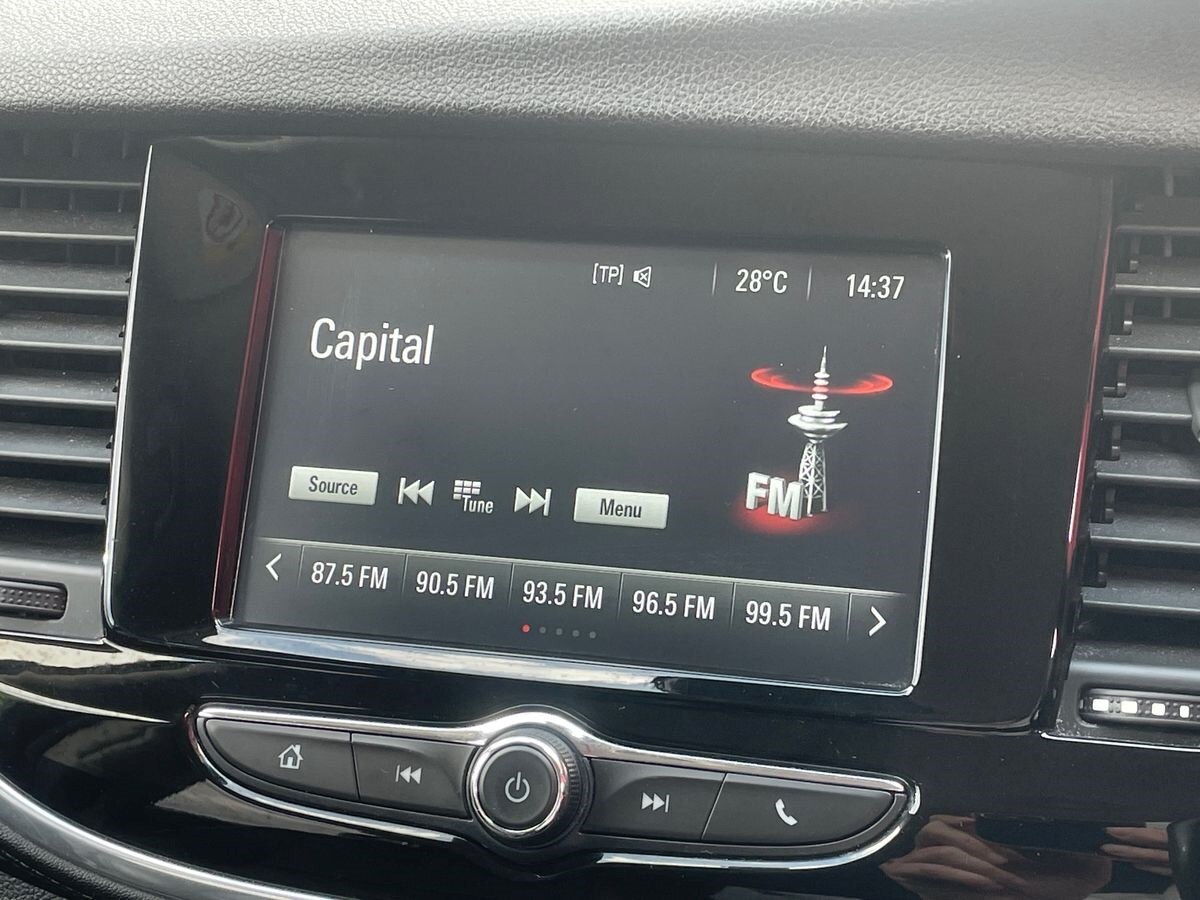 [TP] 28°C 14:37
Capital
Source Tune Menu
FM
87.5 FM 90.5 FM 93.5 FM 96.5 FM 99.5 FM